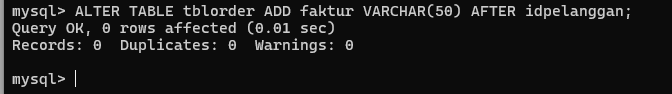 mysql> ALTER TABLE tblorder ADD faktur VARCHAR(50) AFTER idpelanggan;
Query OK, 0 rows affected (0.01 sec)
Records: 0  Duplicates: 0  Warnings: 0
mysql>